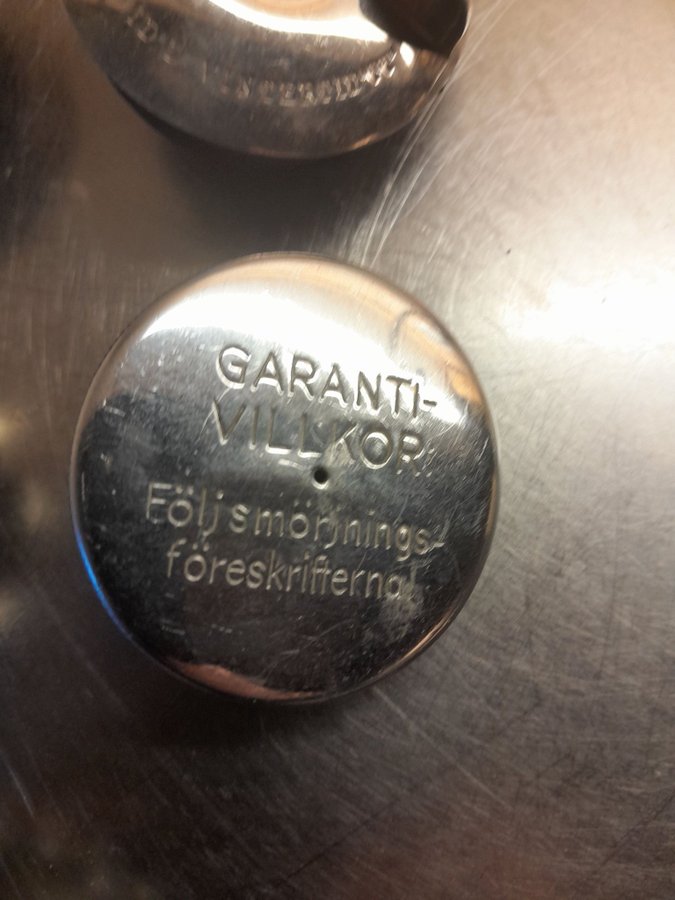 GARANTI-
VILLKOR:
Följ smörjnings-
föreskrifterna!